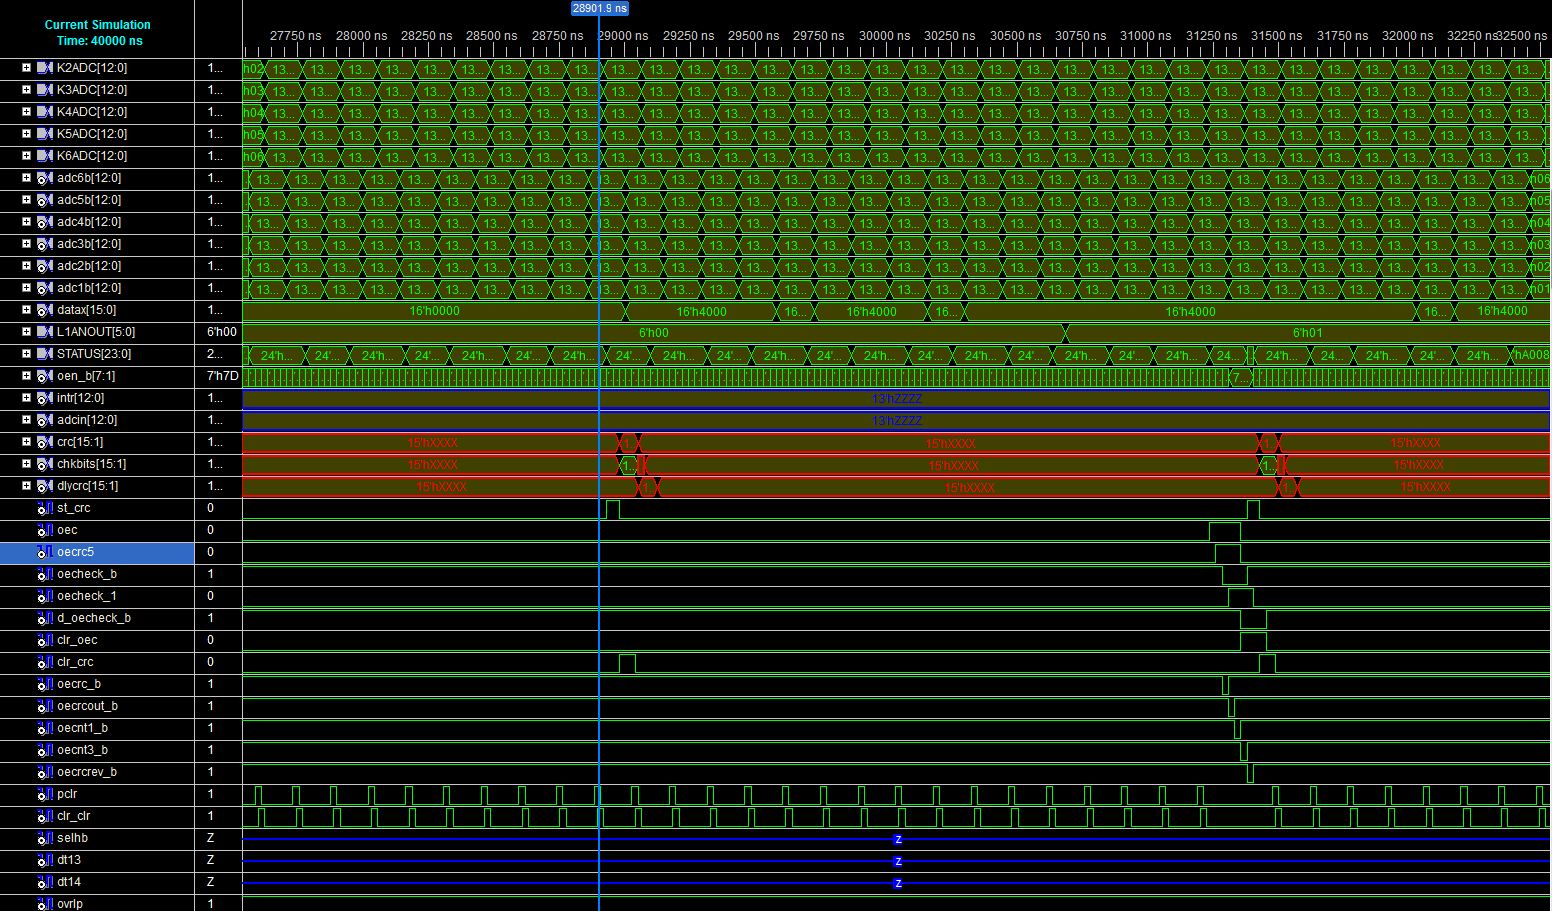 28901.9 ns
Current Simulation
Time: 40000 ns
27750 ns 28000 ns 28250 ns 28500 ns 28750 ns 29000 ns 29250 ns 29500 ns 29750 ns 30000 ns 30250 ns 30500 ns 30750 ns 31000 ns 31250 ns 31500 ns 31750 ns 32000 ns 32250 32500 ns
K2ADC[12:0] 1... h02 13... 13... 13... 13... 13... 13... 13... 13... 13... 13... 13... 13... 13... 13... 13... 13... 13... 13... 13... 13... 13... 13... 13... 13... 13... 13... 13... 13... 13... 13... 13... 13... 13... 13...
K3ADC[12:0] 1... h03 13... 13... 13... 13... 13... 13... 13... 13... 13... 13... 13... 13... 13... 13... 13... 13... 13... 13... 13... 13... 13... 13... 13... 13... 13... 13... 13... 13... 13... 13... 13... 13... 13... 13...
K4ADC[12:0] 1... h04 13... 13... 13... 13... 13... 13... 13... 13... 13... 13... 13... 13... 13... 13... 13... 13... 13... 13... 13... 13... 13... 13... 13... 13... 13... 13... 13... 13... 13... 13... 13... 13... 13... 13...
K5ADC[12:0] 1... h05 13... 13... 13... 13... 13... 13... 13... 13... 13... 13... 13... 13... 13... 13... 13... 13... 13... 13... 13... 13... 13... 13... 13... 13... 13... 13... 13... 13... 13... 13... 13... 13... 13... 13...
K6ADC[12:0] 1... h06 13... 13... 13... 13... 13... 13... 13... 13... 13... 13... 13... 13... 13... 13... 13... 13... 13... 13... 13... 13... 13... 13... 13... 13... 13... 13... 13... 13... 13... 13... 13... 13... 13... 13...
adc6b[12:0] 1... 13... 13... 13... 13... 13... 13... 13... 13... 13... 13... 13... 13... 13... 13... 13... 13... 13... 13... 13... 13... 13... 13... 13... 13... 13... 13... 13... 13... 13... 13... 13... 13... 13... 13... h06
adc5b[12:0] 1... 13... 13... 13... 13... 13... 13... 13... 13... 13... 13... 13... 13... 13... 13... 13... 13... 13... 13... 13... 13... 13... 13... 13... 13... 13... 13... 13... 13... 13... 13... 13... 13... 13... 13... h05
adc4b[12:0] 1... 13... 13... 13... 13... 13... 13... 13... 13... 13... 13... 13... 13... 13... 13... 13... 13... 13... 13... 13... 13... 13... 13... 13... 13... 13... 13... 13... 13... 13... 13... 13... 13... 13... 13... h04
adc3b[12:0] 1... 13... 13... 13... 13... 13... 13... 13... 13... 13... 13... 13... 13... 13... 13... 13... 13... 13... 13... 13... 13... 13... 13... 13... 13... 13... 13... 13... 13... 13... 13... 13... 13... 13... 13... h03
adc2b[12:0] 1... 13... 13... 13... 13... 13... 13... 13... 13... 13... 13... 13... 13... 13... 13... 13... 13... 13... 13... 13... 13... 13... 13... 13... 13... 13... 13... 13... 13... 13... 13... 13... 13... 13... 13... h02
adc1b[12:0] 1... 13... 13... 13... 13... 13... 13... 13... 13... 13... 13... 13... 13... 13... 13... 13... 13... 13... 13... 13... 13... 13... 13... 13... 13... 13... 13... 13... 13... 13... 13... 13... 13... 13... 13... h01
datax[15:0] 1... 16'h0000 16'h4000 16... 16'h4000 16... 16'h4000 16... 16'h4000
L1ANOUT[5:0] 6'h00 6'h00 6'h01
STATUS[23:0] 2... 24'h... 24'... 24'h... 24'h... 24'h... 24'h... 24'... 24'... 24'... 24'... 24'... 24'... 24'... 24'... 24'... 24'... 24'h... 24'h... 24'h... 24... 24'h... 24... 24'h... 24'... 24'h... hA008
oen_b[7:1] 7'h7D 7...
intr[12:0] 1... 13'hZZZZ
adcin[12:0] 1... 13'hZZZZ
crc[15:1] 1... 15'hXXXX 1... 15'hXXXX 1... 15'hXXXX
chkbits[15:1] 1... 15'hXXXX 1... 15'hXXXX 1... 15'hXXXX
dlycrc[15:1] 1... 15'hXXXX 1... 15'hXXXX 1... 15'hXXXX
st_crc 0
oec 0
oecrc5 0
oecheck_b 1
oecheck_1 0
d_oecheck_b 1
clr_oec 0
clr_crc 0
oecrc_b 1
oecrcout_b 1
oecnt1_b 1
oecnt3_b 1
oecrcrev_b 1
pclr 1
clr_clr 1
selhb Z Z
dt13 Z Z
dt14 Z Z
ovrlp 1